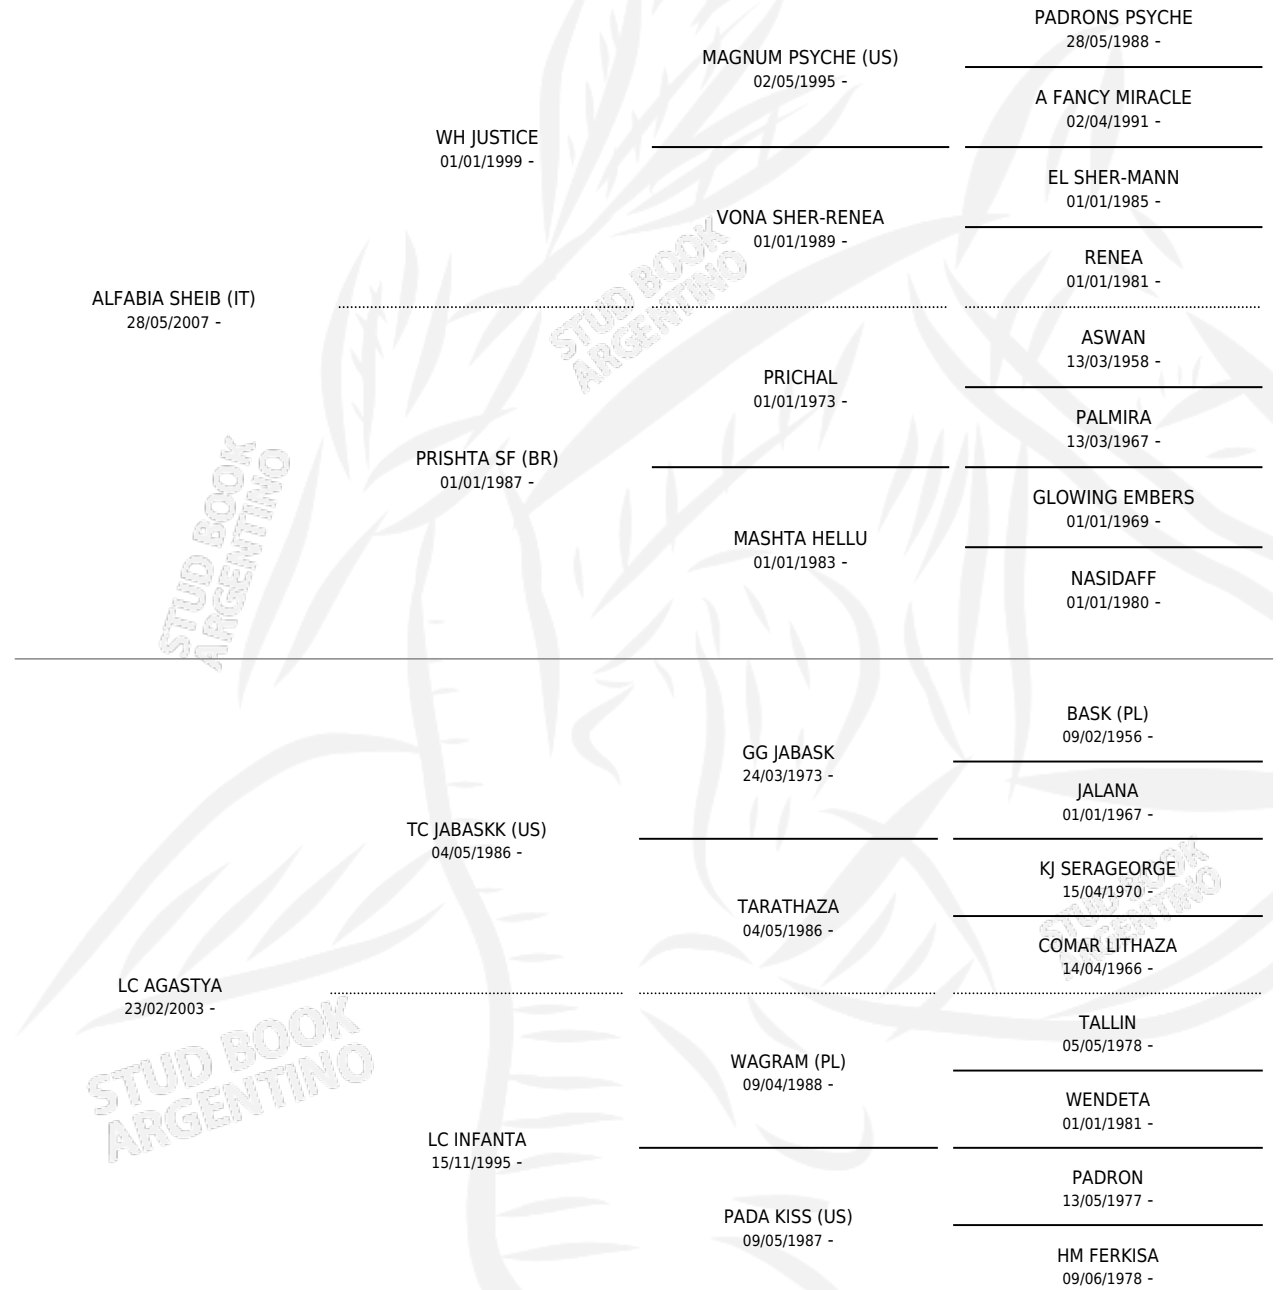 PADRONS PSYCHE
28/05/1988 -
MAGNUM PSYCHE (US)
02/05/1995 -
A FANCY MIRACLE
02/04/1991 -
WH JUSTICE
01/01/1999 -
EL SHER-MANN
01/01/1985 -
VONA SHER-RENEA
01/01/1989 -
RENEA
01/01/1981 -
ALFABIA SHEIB (IT)
28/05/2007 -
ASWAN
13/03/1958 -
PRICHAL
01/01/1973 -
PALMIRA
13/03/1967 -
PRISHTA SF (BR)
01/01/1987 -
GLOWING EMBERS
01/01/1969 -
MASHTA HELLU
01/01/1983 -
NASIDAFF
01/01/1980 -
BASK (PL)
09/02/1956 -
GG JABASK
24/03/1973 -
JALANA
01/01/1967 -
TC JABASKK (US)
04/05/1986 -
KJ SERAGEORGE
15/04/1970 -
TARATHAZA
04/05/1986 -
COMAR LITHAZA
14/04/1966 -
LC AGASTYA
23/02/2003 -
TALLIN
05/05/1978 -
WAGRAM (PL)
09/04/1988 -
WENDETA
01/01/1981 -
LC INFANTA
15/11/1995 -
PADRON
13/05/1977 -
PADA KISS (US)
09/05/1987 -
HM FERKISA
09/06/1978 -
STUD BOOK
ARGENTINO
STUD BOOK
ARGENTINO
STUD BOOK
ARGENTINO
STUD BOOK
ARGENTINO